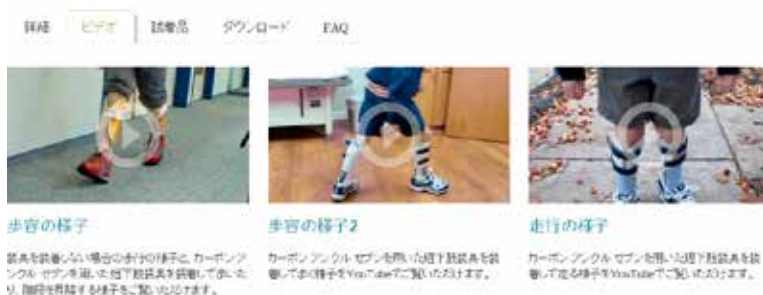 詳細 ビデオ 試着品 ダウンロード FAQ
歩容の様子
装具を装着しない場合の歩行の様子と、カーボンア
ンクル セブンを用いた短下肢装具を装着して歩いた
り、階段を昇降する様子をご覧いただけます。
歩容の様子2
カーボンアンクル セブンを用いた短下肢装具を装
着して歩く様子をYouTubeでご覧いただけます。
走行の様子
カーボンアンクル セブンを用いた短下肢装具を装
着して走る様子をYouTubeでご覧いただけます。